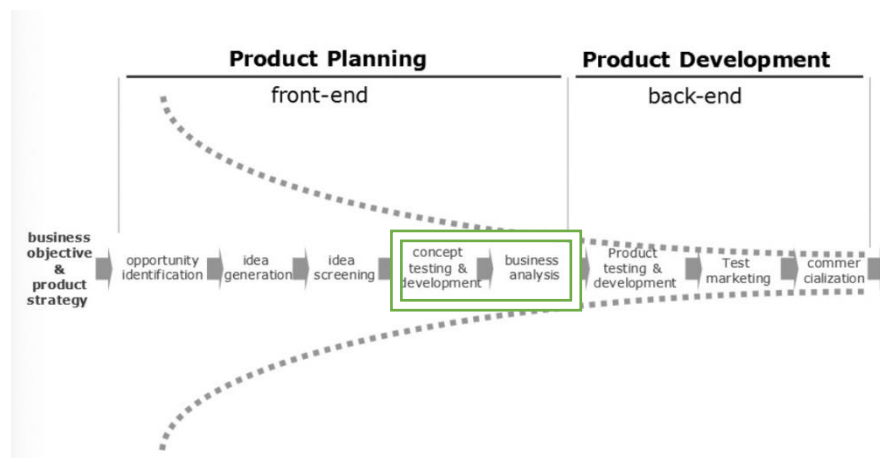 Product Planning
Product Development
front-end
back-end
business
objective
&
product
strategy
opportunity
identification
idea
generation
idea
screening
concept
testing &
development
business
analysis
Product
testing &
development
Test
marketing
commer
cialization